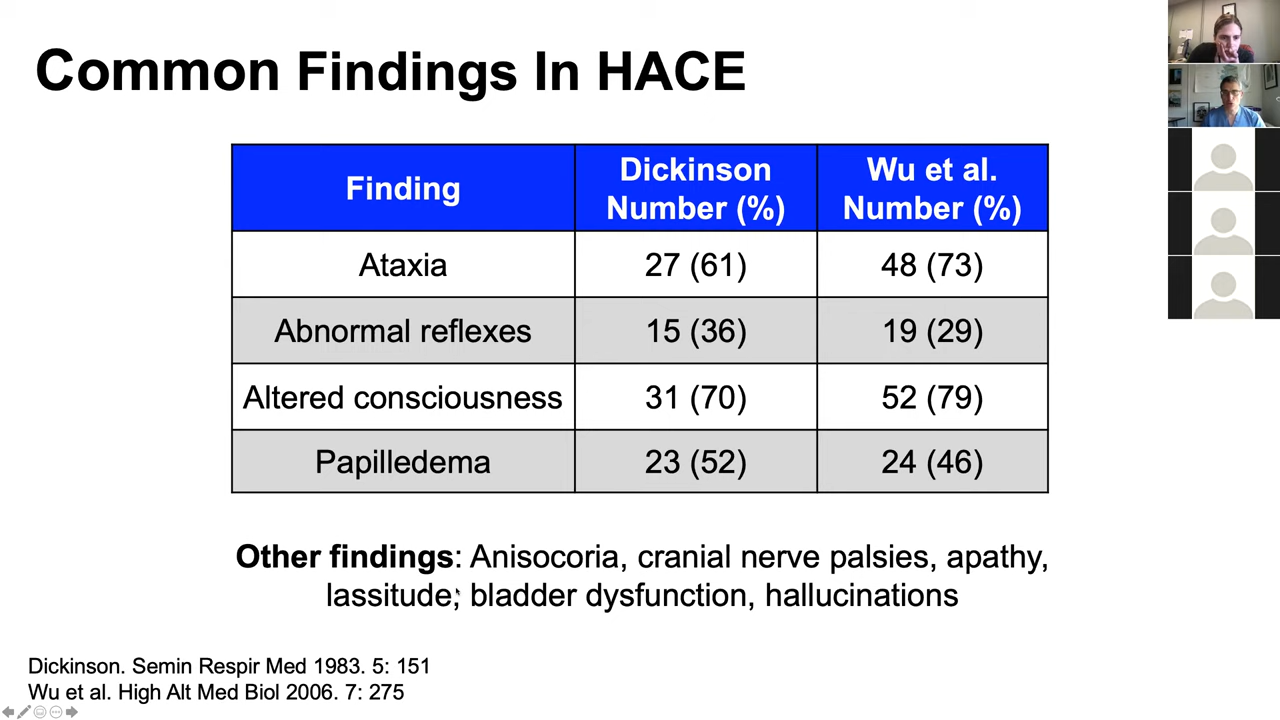 Common Findings In HACE
Finding
Dickinson
Number (%)
Wu et al.
Number (%)
Ataxia
27 (61)
48 (73)
Abnormal reflexes
15 (36)
19 (29)
Altered consciousness
31 (70)
52 (79)
Papilledema
23 (52)
24 (46)
Other findings: Anisocoria, cranial nerve palsies, apathy,
lassitude, bladder dysfunction, hallucinations
Dickinson. Semin Respir Med 1983. 5: 151
Wu et al. High Alt Med Biol 2006. 7: 275